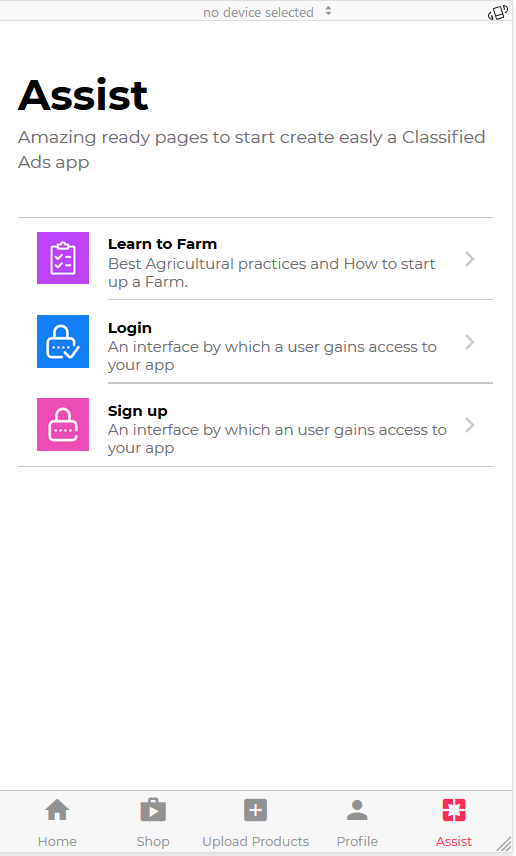 no device selected
Assist
Amazing ready pages to start create easly a Classified
Ads app
Learn to Farm
Best Agricultural practices and How to start
up a Farm.
Login
An interface by which a user gains access to
your app
Sign up
An interface by which an user gains access to
your app
Home
Shop
Upload Products
Profile
Assist